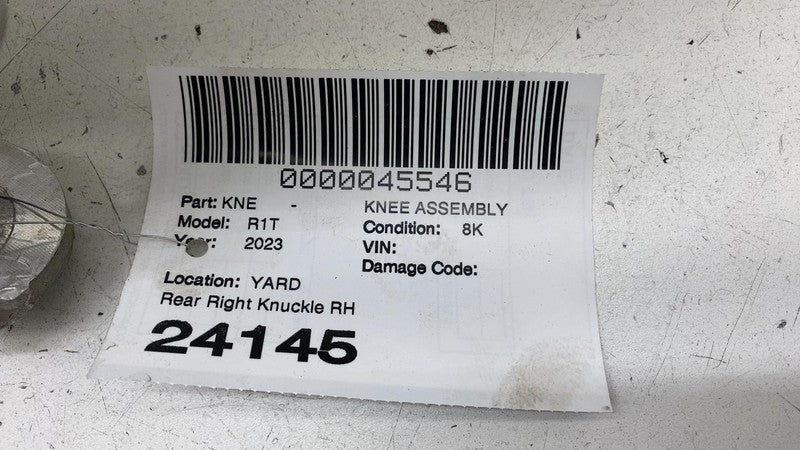 0000045546
Part: KNE - KNEE ASSEMBLY
Model: R1T Condition: 8K
Year: 2023 VIN:
Damage Code:
Location: YARD
Rear Right Knuckle RH
24145